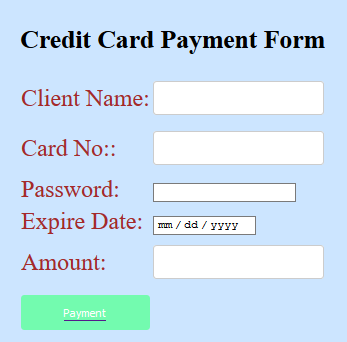 Credit Card Payment Form
Client Name:
Card No::
Password:
Expire Date: mm / dd / yyyy
Amount:
Payment